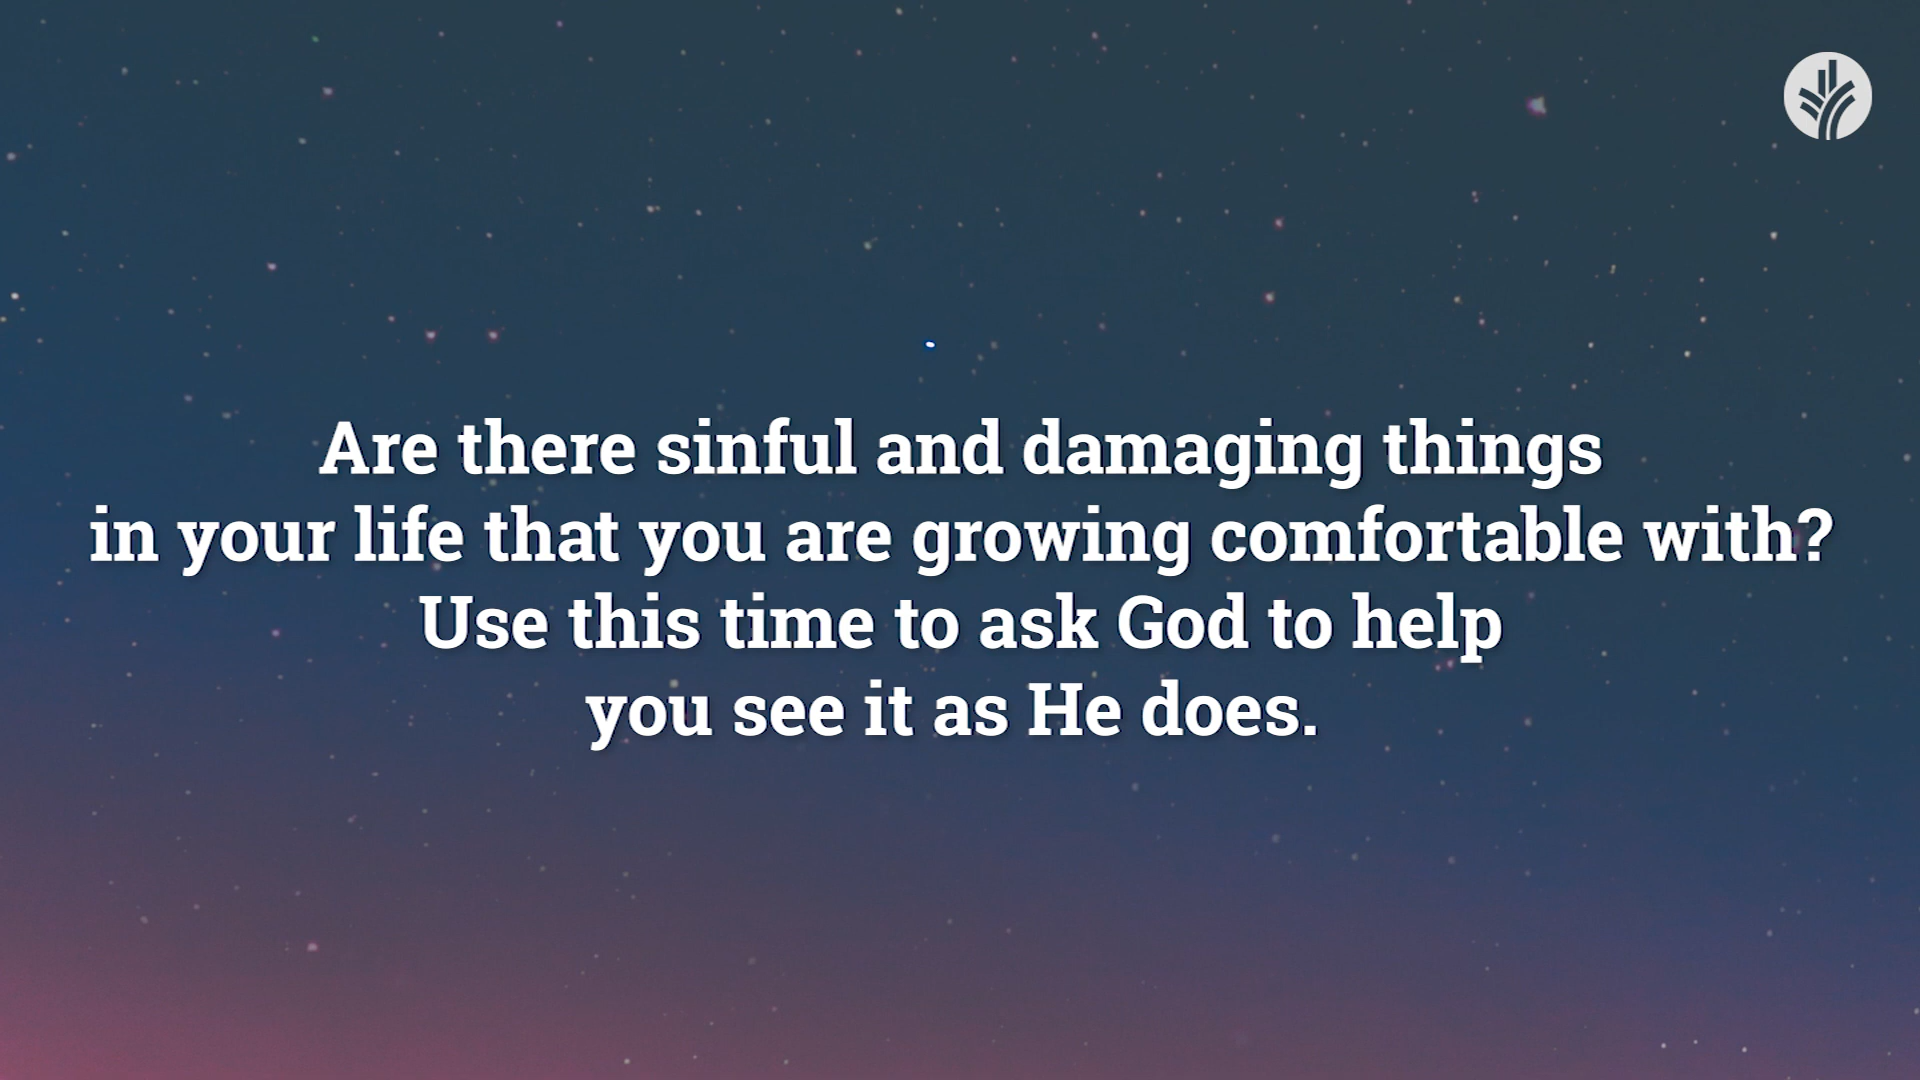 Are there sinful and damaging things
in your life that you are growing comfortable with?
Use this time to ask God to help
you see it as He does.